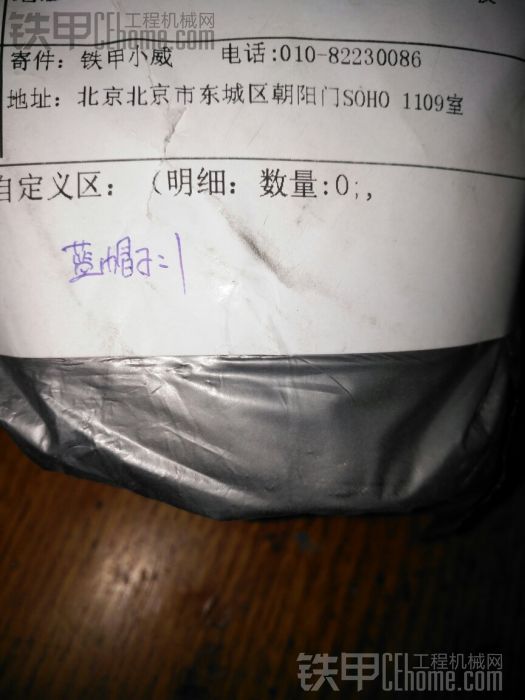 铁甲 工程机械网
CEhome.com
寄件：铁甲小威 电话:010-82230086
地址：北京北京市东城区朝阳门SOHO 1109室
自定义区：（明细：数量:0;,
蓝帽子=1
铁甲 工程机械网
CEhome.com